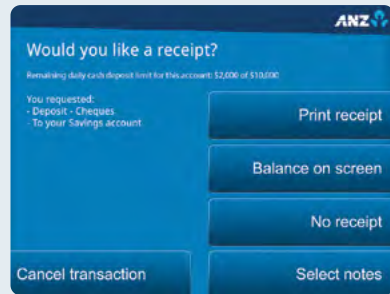 ANZ
Would you like a receipt?
Remaining daily cash deposit limit for this account: $2,000 of $10,000
You requested:
- Deposit - Cheques
- To your Savings account
Print receipt
Balance on screen
No receipt
Cancel transaction
Select notes